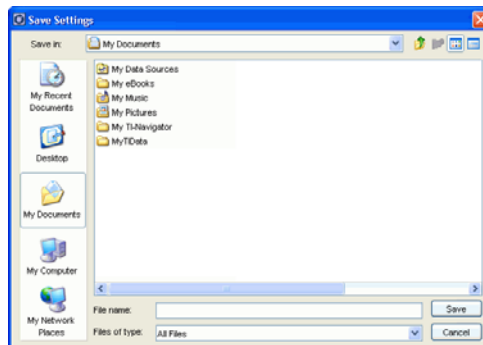 Save Settings
Save in:
My Documents
My Recent
Documents
Desktop
My Documents
My Computer
My Network
Places
My Data Sources
My eBooks
My Music
My Pictures
My TI-Navigator
MyTIData
File name:
Save
Files of type:
All Files
Cancel